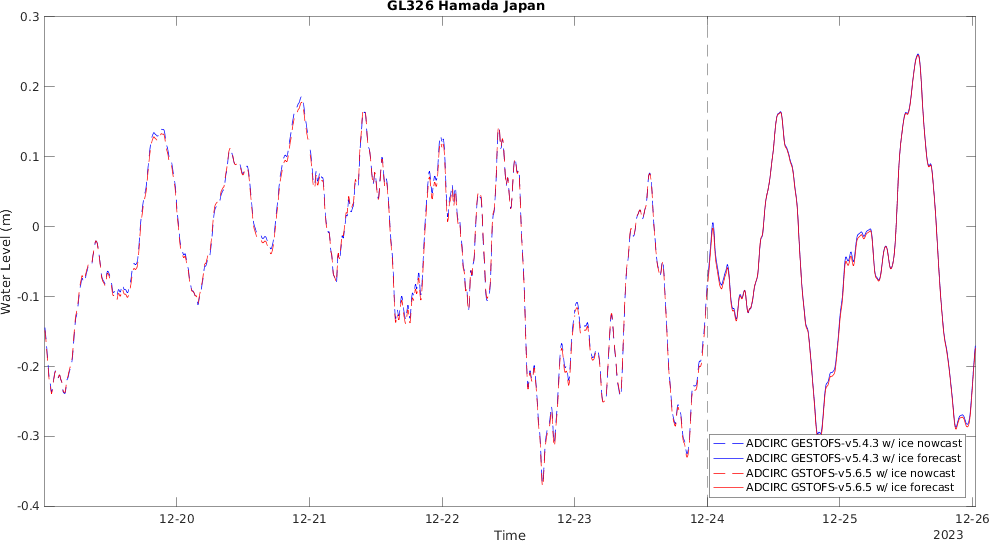 GL326 Hamada Japan
0.3
0.2
0.1
0
-0.1
-0.2
-0.3
-0.4
Water Level (m)
ADCIRC GESTOFS-v5.4.3 w/ ice nowcast
ADCIRC GESTOFS-v5.4.3 w/ ice forecast
ADCIRC GSTOFS-v5.6.5 w/ ice nowcast
ADCIRC GSTOFS-v5.6.5 w/ ice forecast
12-20
12-21
12-22
12-23
12-24
12-25
12-26
Time
2023